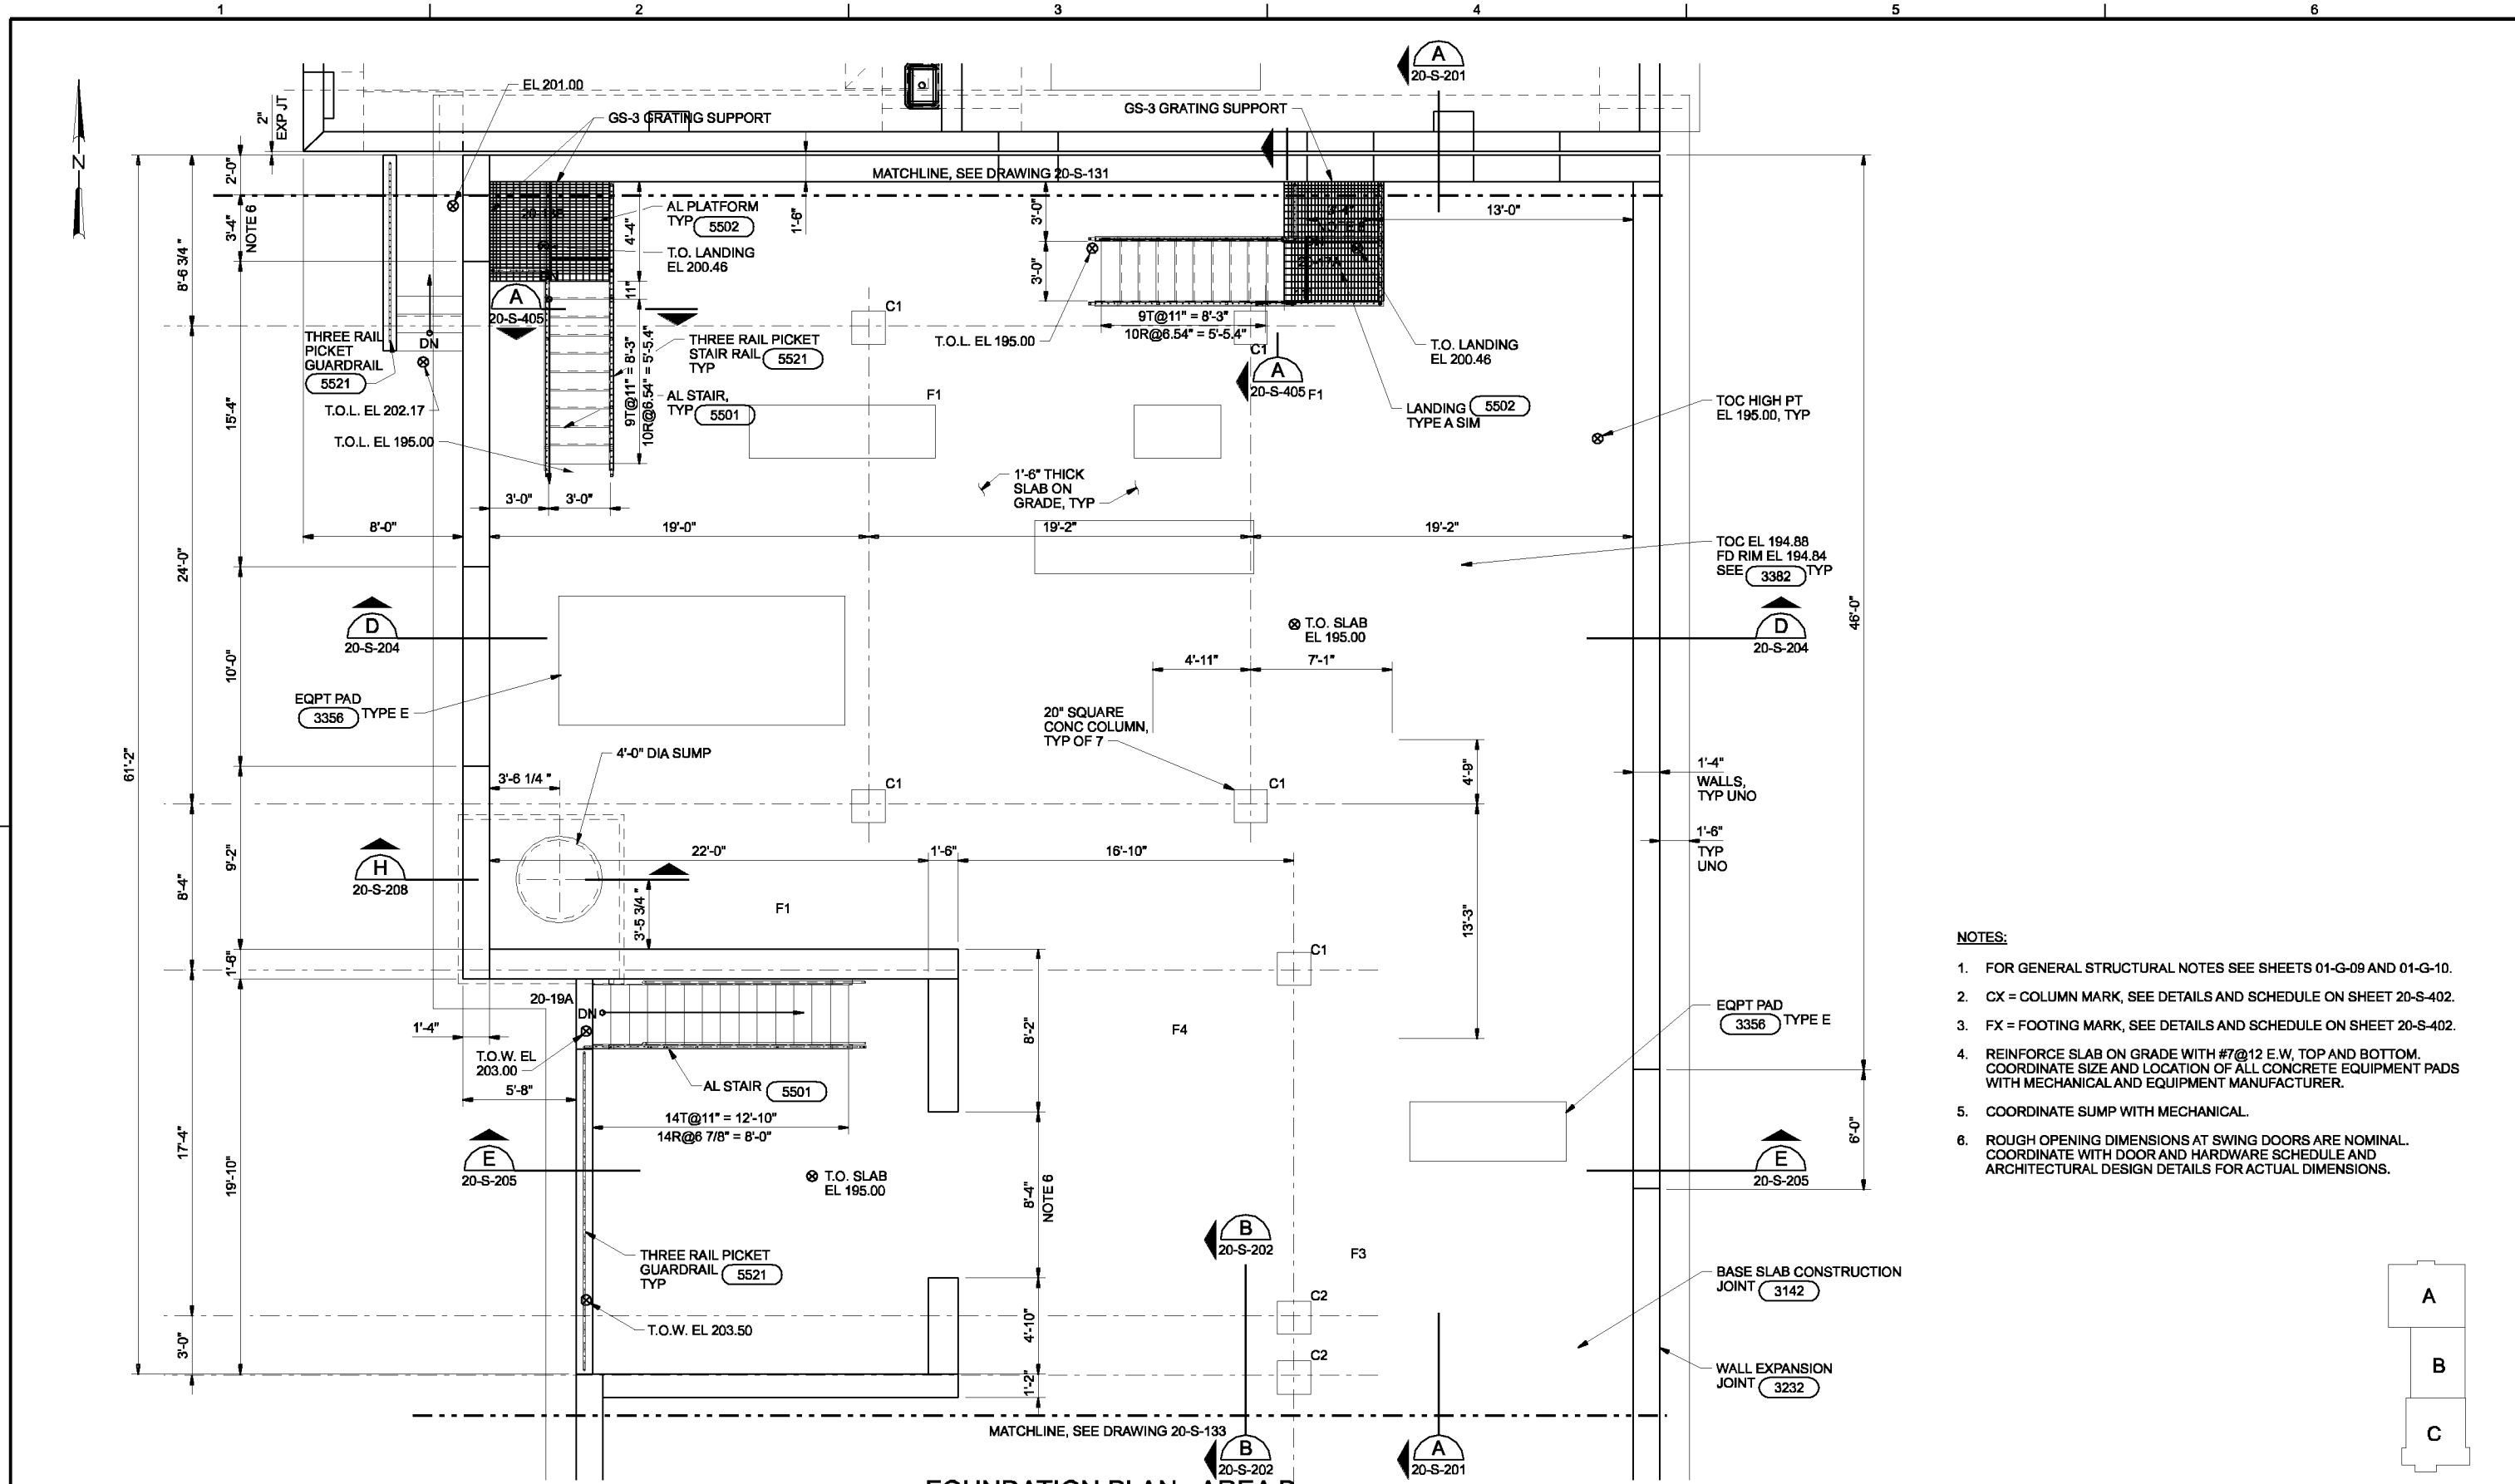 1 2 3 4 5 6
A
20-S-201
EL 201.00
GS-3 GRATING SUPPORT
GS-3 GRATING SUPPORT
2"
EXP JT
N
MATCHLINE, SEE DRAWING 20-S-131
2'-0"
3'-4"
NOTE 6
8'-6 3/4 "
AL PLATFORM
TYP 5502
T.O. LANDING
EL 200.46
4'-4"
11"
1'-6"
3'-0"
3'-0"
13'-0"
DN
A
20-S-405
C1
THREE RAIL
PICKET
GUARDRAIL
5521
DN
THREE RAIL PICKET
STAIR RAIL 5521
TYP
9T@11" = 8'-3"
10R@6.54" = 5'-5.4"
T.O.L. EL 195.00
9T@11" = 8'-3"
10R@6.54" = 5'-5.4"
C1
T.O. LANDING
EL 200.46
A
20-S-405
F1
F1
AL STAIR,
TYP 5501
LANDING 5502
TYPE A SIM
TOC HIGH PT
EL 195.00, TYP
T.O.L. EL 202.17
T.O.L. EL 195.00
15'-4"
1'-6" THICK
SLAB ON
GRADE, TYP
3'-0"
3'-0"
8'-0"
19'-0"
19'-2"
19'-2"
TOC EL 194.88
FD RIM EL 194.84
SEE 3382 TYP
24'-0"
46'-0"
D
20-S-204
T.O. SLAB
EL 195.00
D
20-S-204
10'-0"
4'-11"
7'-1"
EQPT PAD
3356 TYPE E
20" SQUARE
CONC COLUMN,
TYP OF 7
61'-2"
4'-0" DIA SUMP
3'-6 1/4 "
C1
C1
4'-9"
1'-4"
WALLS,
TYP UNO
1'-6"
TYP
UNO
H
20-S-208
9'-2"
8'-4"
22'-0"
1'-6"
16'-10"
3'-5 3/4 "
F1
13'-3"
1'-6"
C1
20-19A
DN
1'-4"
T.O.W. EL
203.00
5'-8"
AL STAIR 5501
14T@11" = 12'-10"
14R@6 7/8" = 8'-0"
8'-2"
F4
EQPT PAD
3356 TYPE E
6'-0"
E
20-S-205
E
20-S-205
17'-4"
19'-10"
T.O. SLAB
EL 195.00
8'-4"
NOTE 6
B
20-S-202
F3
THREE RAIL PICKET
GUARDRAIL 5521
TYP
BASE SLAB CONSTRUCTION
JOINT 3142
C2
T.O.W. EL 203.50
4'-10"
3'-0"
C2
1'-2"
WALL EXPANSION
JOINT 3232
MATCHLINE, SEE DRAWING 20-S-133
B
20-S-202
A
20-S-201
NOTES:
1. FOR GENERAL STRUCTURAL NOTES SEE SHEETS 01-G-09 AND 01-G-10.
2. CX = COLUMN MARK, SEE DETAILS AND SCHEDULE ON SHEET 20-S-402.
3. FX = FOOTING MARK, SEE DETAILS AND SCHEDULE ON SHEET 20-S-402.
4. REINFORCE SLAB ON GRADE WITH #7@12 E.W, TOP AND BOTTOM.
COORDINATE SIZE AND LOCATION OF ALL CONCRETE EQUIPMENT PADS
WITH MECHANICAL AND EQUIPMENT MANUFACTURER.
5. COORDINATE SUMP WITH MECHANICAL.
6. ROUGH OPENING DIMENSIONS AT SWING DOORS ARE NOMINAL.
COORDINATE WITH DOOR AND HARDWARE SCHEDULE AND
ARCHITECTURAL DESIGN DETAILS FOR ACTUAL DIMENSIONS.
A
B
C
FOUNDATION PLAN - AREA B